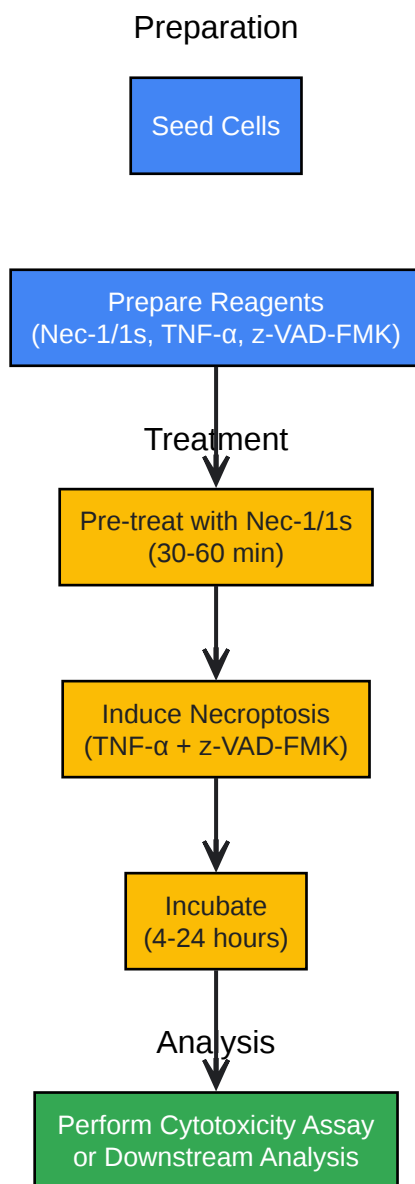 Preparation
Seed Cells
Prepare Reagents
(Nec-1/1s, TNF-α, z-VAD-FMK)
Treatment
Pre-treat with Nec-1/1s
(30-60 min)
Induce Necroptosis
(TNF-α + z-VAD-FMK)
Incubate
(4-24 hours)
Analysis
Perform Cytotoxicity Assay
or Downstream Analysis